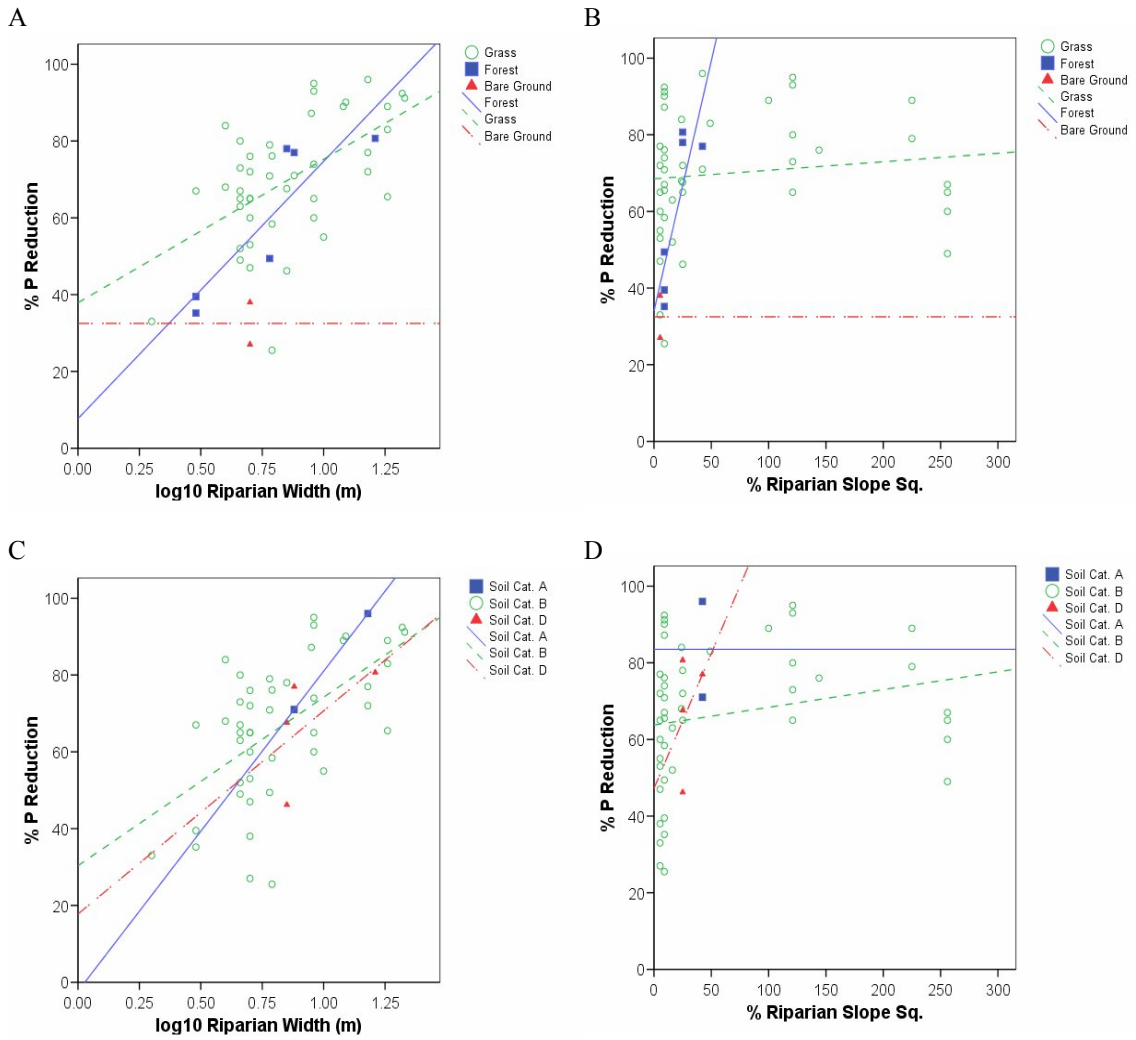 A
Grass
Forest
Bare Ground
Forest
Grass
Bare Ground
100
80
60
40
20
0
% P Reduction
0.00 0.25 0.50 0.75 1.00 1.25
log10 Riparian Width (m)
B
Grass
Forest
Bare Ground
Grass
Forest
Bare Ground
100
80
60
40
20
0
% P Reduction
0 50 100 150 200 250 300
% Riparian Slope Sq.
C
Soil Cat. A
Soil Cat. B
Soil Cat. D
Soil Cat. A
Soil Cat. B
Soil Cat. D
100
80
60
40
20
0
% P Reduction
0.00 0.25 0.50 0.75 1.00 1.25
log10 Riparian Width (m)
D
Soil Cat. A
Soil Cat. B
Soil Cat. D
Soil Cat. A
Soil Cat. B
Soil Cat. D
100
80
60
40
20
0
% P Reduction
0 50 100 150 200 250 300
% Riparian Slope Sq.